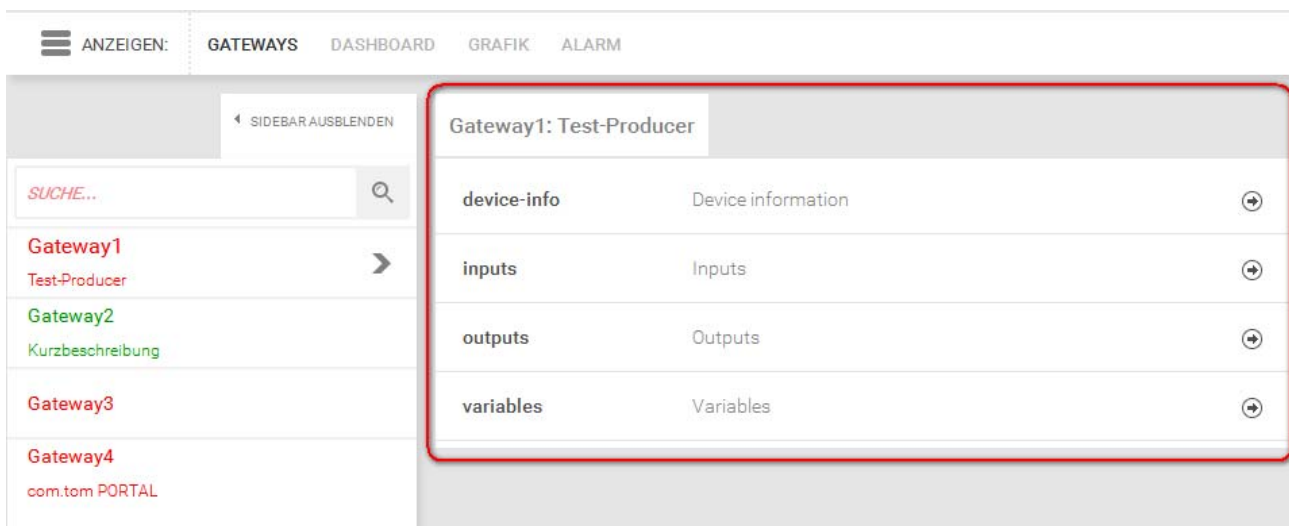 ANZEIGEN: GATEWAYS DASHBOARD GRAFIK ALARM
SIDEBAR AUSBLENDEN
SUCHE...
Gateway1
Test-Producer
Gateway2
Kurzbeschreibung
Gateway3
Gateway4
com.tom PORTAL
Gateway1: Test-Producer
device-info Device information
inputs Inputs
outputs Outputs
variables Variables